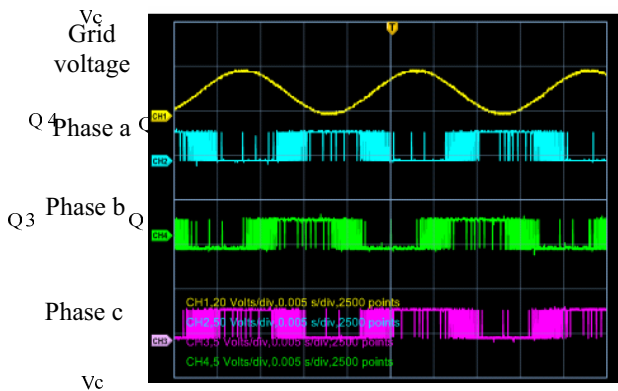 Vc
Grid
voltage
T
CH1
Q 4
Phase a
Q
CH2
Phase b
Q 3
Q
CH4
CH1,20 Volts/div,0.005 s/div,2500 points
Phase c
CH2,50 Volts/div,0.005 s/div,2500 points
CH3
CH3,5 Volts/div,0.005 s/div,2500 points
CH4,5 Volts/div,0.005 s/div,2500 points
Vc